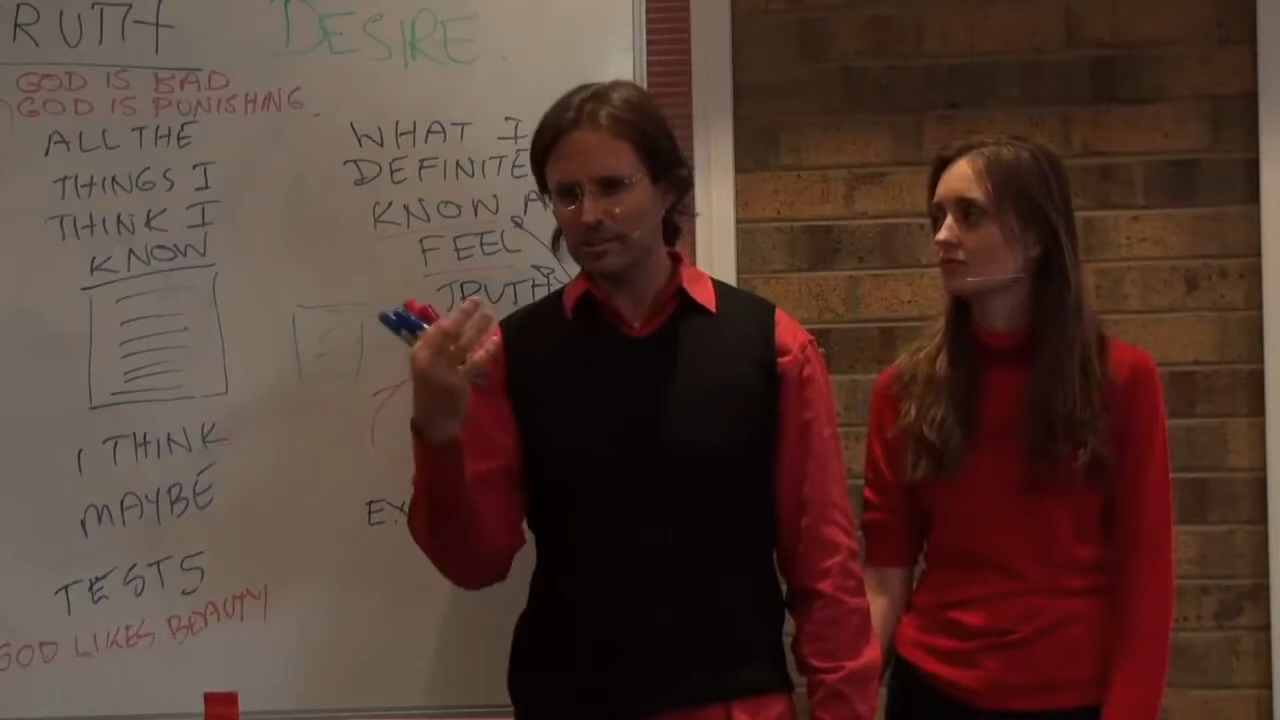 RUTH
DESIRE
GOD IS BAD
GOD IS PUNISHING
ALL THE
THINGS I
THINK I
KNOW
I THINK
MAYBE
TESTS
GOD LIKES BEAUTY
WHAT I
DEFINITE
KNOW A
FEEL
TRUTH
EX